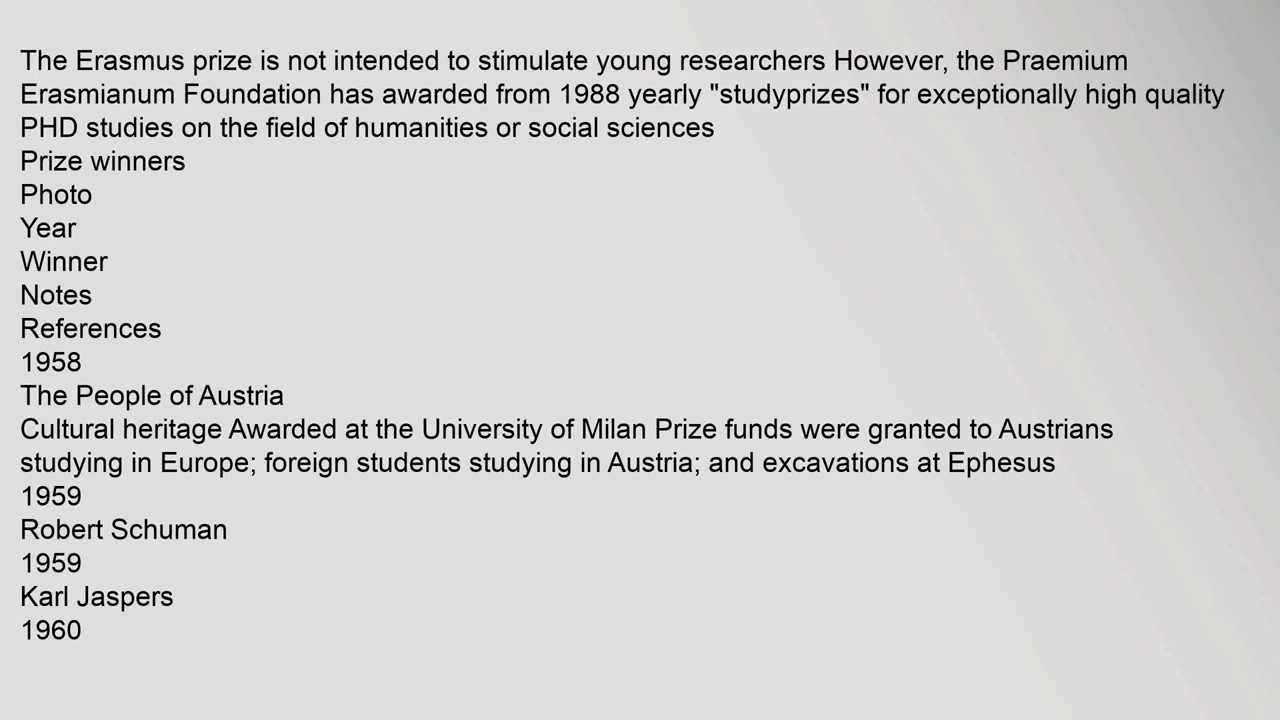 The Erasmus prize is not intended to stimulate young researchers However, the Praemium
Erasmianum Foundation has awarded from 1988 yearly "studyprizes" for exceptionally high quality
PHD studies on the field of humanities or social sciences
Prize winners
Photo
Year
Winner
Notes
References
1958
The People of Austria
Cultural heritage Awarded at the University of Milan Prize funds were granted to Austrians
studying in Europe; foreign students studying in Austria; and excavations at Ephesus
1959
Robert Schuman
1959
Karl Jaspers
1960